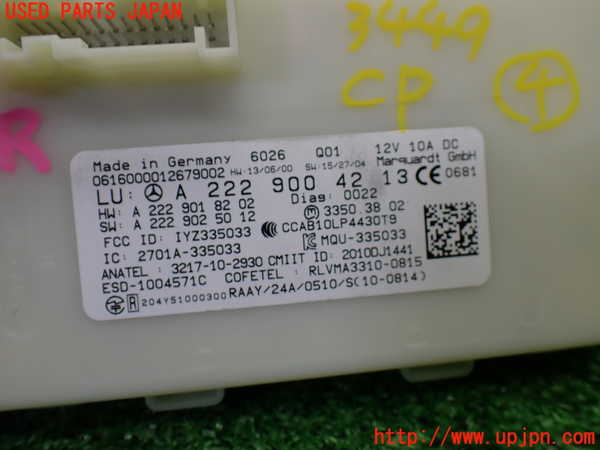 USED PARTS JAPAN
3449
CP ④
R
Made in Germany 6026 Q01 12V 10A DC
0616000012679002 HW:13/06/00 SW:15/27/04 Marquardt GmbH
LU: A 222 900 42 13 CE 0681
HW: A 222 901 82 02 Diag: 0022
SW: A 222 902 50 12 M 3350.38 02
FCC ID: IYZ335033 CCAB10LP4430T9
IC: 2701A-335033 MQU-335033
ANATEL : 3217-10-2930 CMIIT ID: 2010DJ1441
ESD-1004571C COFETEL : RLVMA3310-0815
R 204Y51000300 RAAY/24A/0510/S(10-0814)
http://www.upjpn.com/